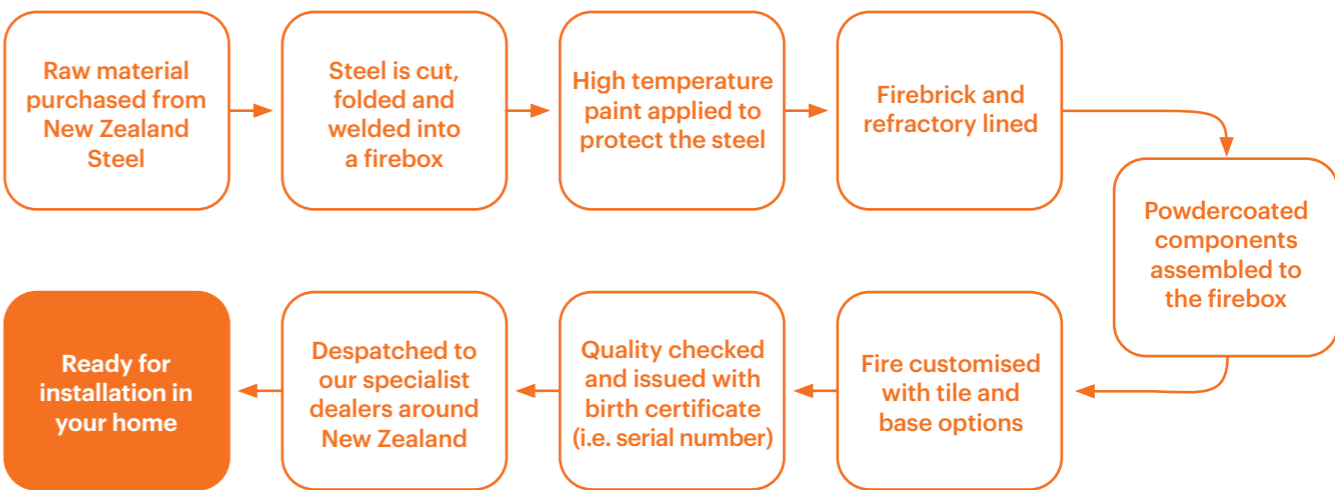 Raw material
purchased from
New Zealand
Steel
Steel is cut,
folded and
welded into
a firebox
High temperature
paint applied to
protect the steel
Firebrick and
refractory lined
Powdercoated
components
assembled to
the firebox
Fire customised
with tile and
base options
Quality checked
and issued with
birth certificate
(i.e. serial number)
Despatched to
our specialist
dealers around
New Zealand
Ready for
installation in
your home